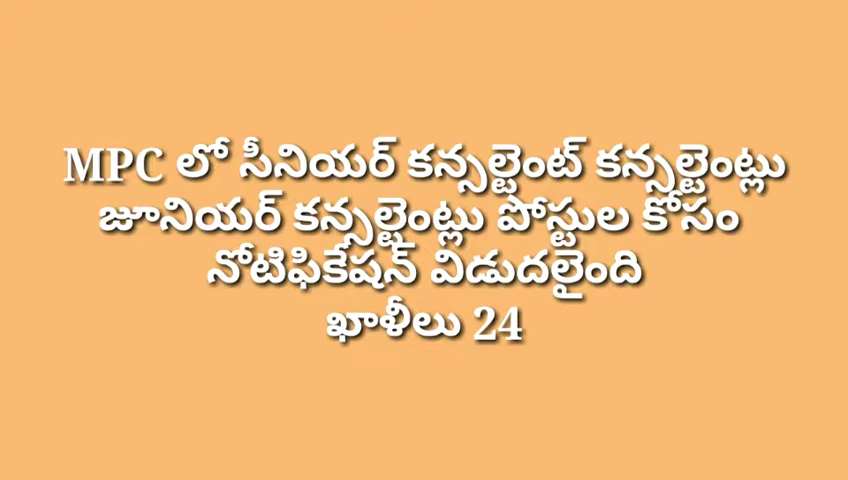 MPC లో సీనియర్ కన్సల్టెంట్ కన్సల్టెంట్లు
జూనియర్ కన్సల్టెంట్లు పోస్టుల కోసం
నోటిఫికేషన్ విడుదలైంది
ఖాళీలు 24